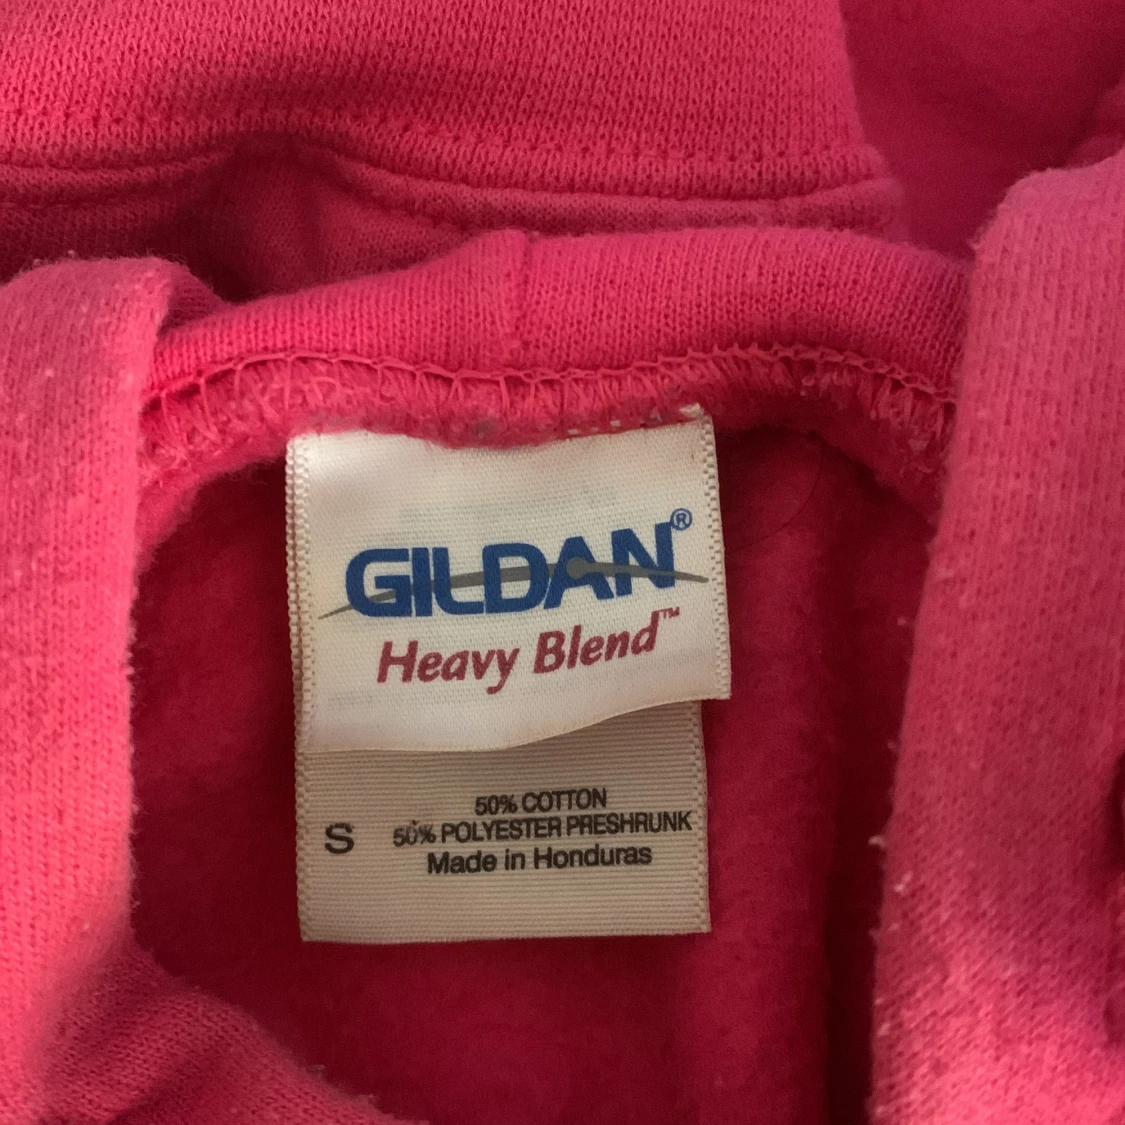 GILDAN®
Heavy Blend™
50% COTTON
S 50% POLYESTER PRESHRUNK
Made in Honduras